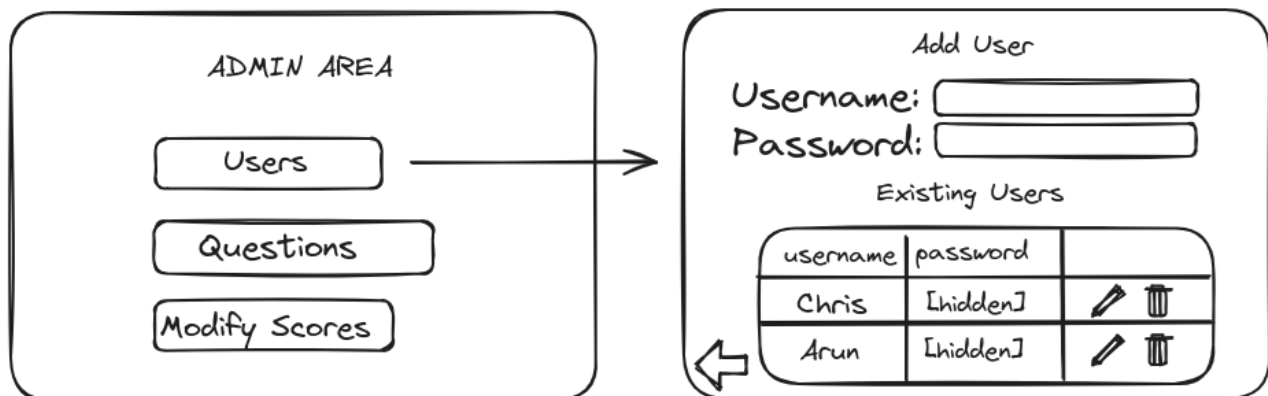 ADMIN AREA
Users
Questions
Modify Scores
Add User
Username:
Password:
Existing Users
username password
Chris [hidden]
Arun [hidden]